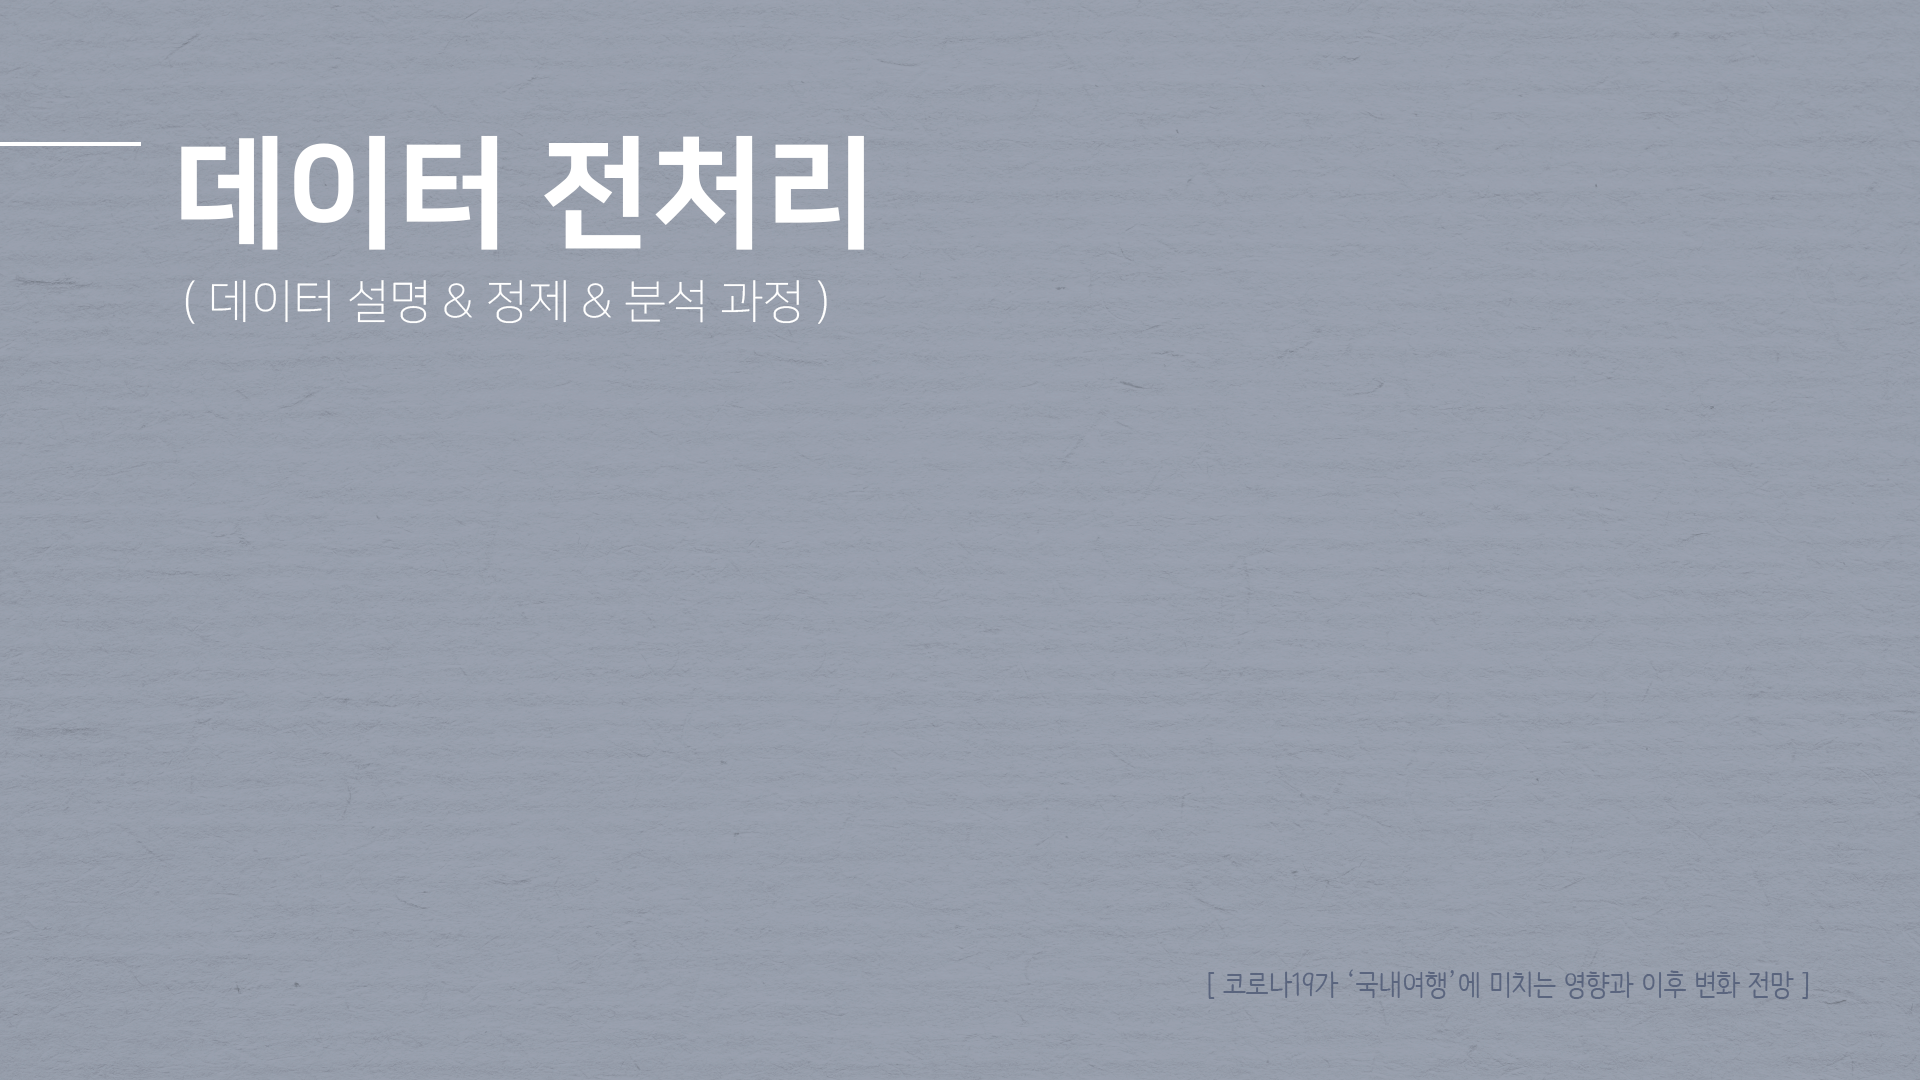 데이터 전처리
( 데이터 설명 & 정제 & 분석 과정 )
[ 코로나19가 ‘국내여행’에 미치는 영향과 이후 변화 전망 ]